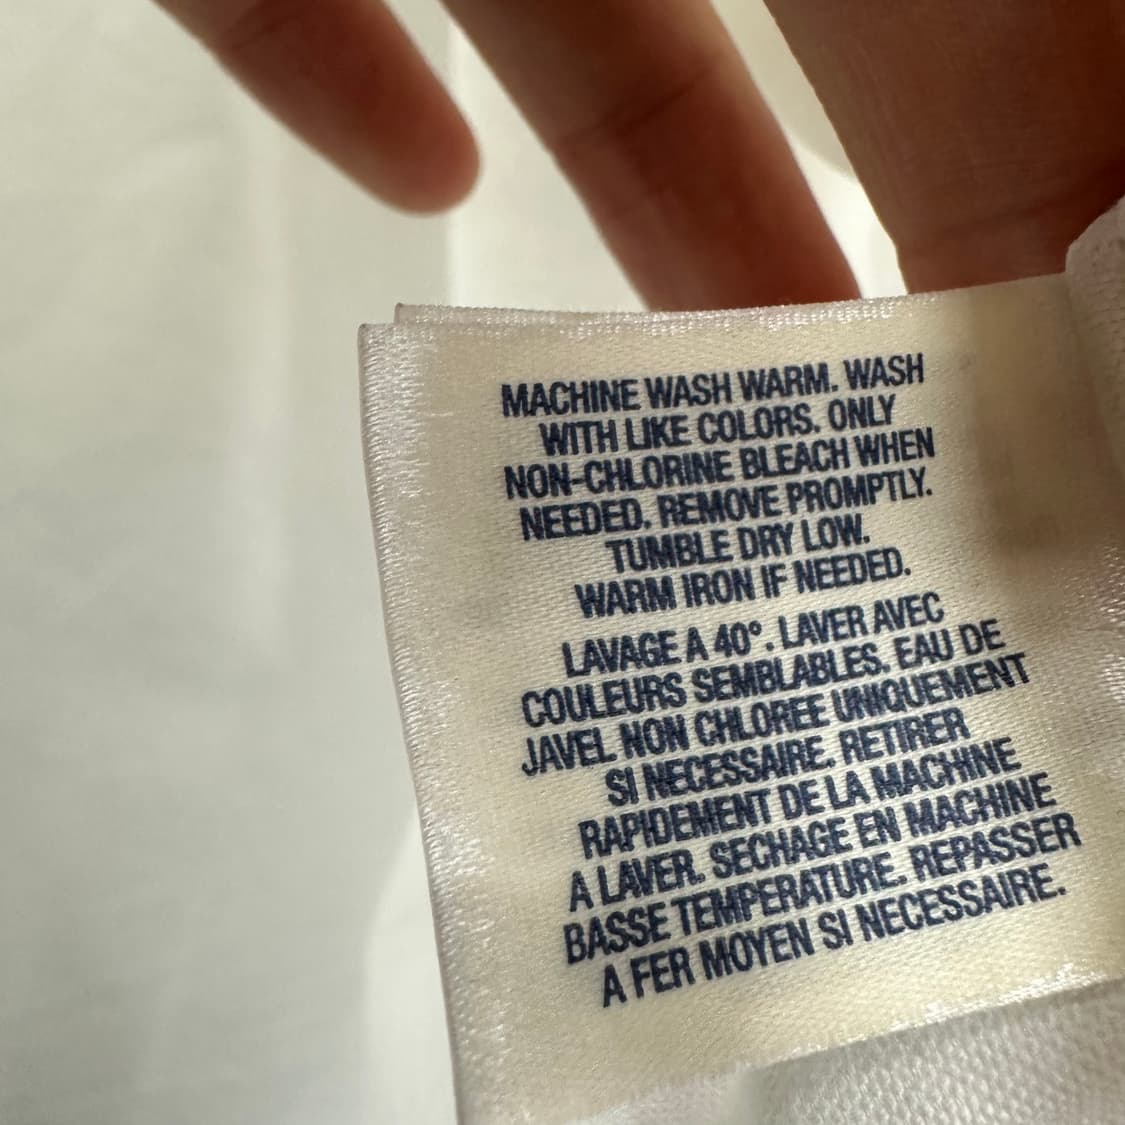 MACHINE WASH WARM. WASH
WITH LIKE COLORS. ONLY
NON-CHLORINE BLEACH WHEN
NEEDED. REMOVE PROMPTLY.
TUMBLE DRY LOW.
WARM IRON IF NEEDED.
LAVAGE A 40°. LAVER AVEC
COULEURS SEMBLABLES. EAU DE
JAVEL NON CHLOREE UNIQUEMENT
SI NECESSAIRE. RETIRER
RAPIDEMENT DE LA MACHINE
A LAVER. SECHAGE EN MACHINE
BASSE TEMPERATURE. REPASSER
A FER MOYEN SI NECESSAIRE.